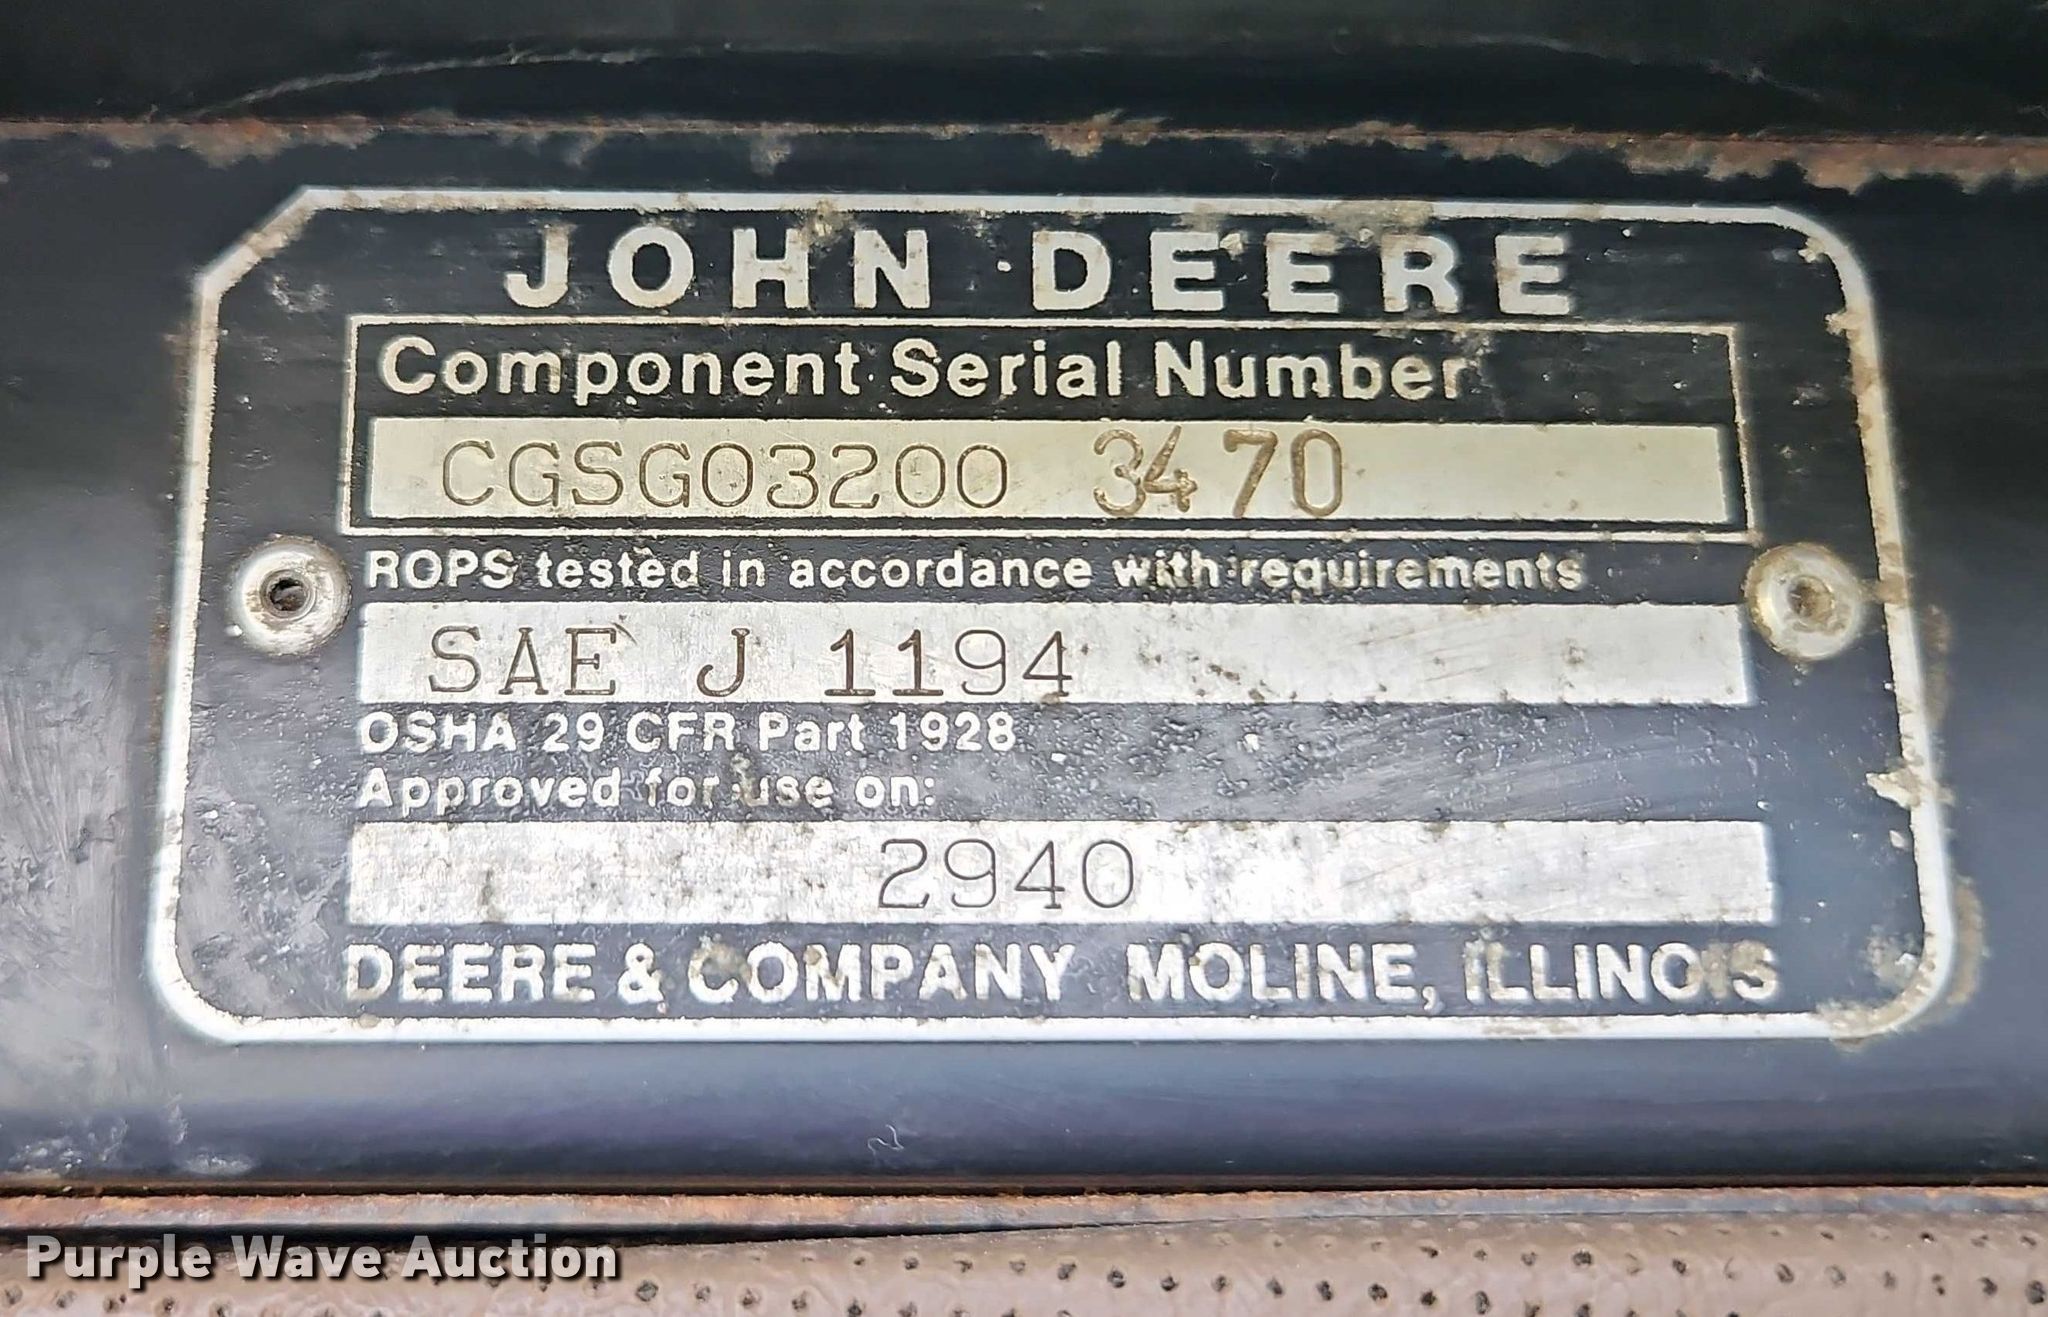 JOHN DEERE
Component Serial Number
CGSG03200 3470
ROPS tested in accordance with requirements
SAE J 1194
OSHA 29 CFR Part 1928
Approved for use on:
2940
DEERE & COMPANY MOLINE, ILLINOIS
Purple Wave Auction